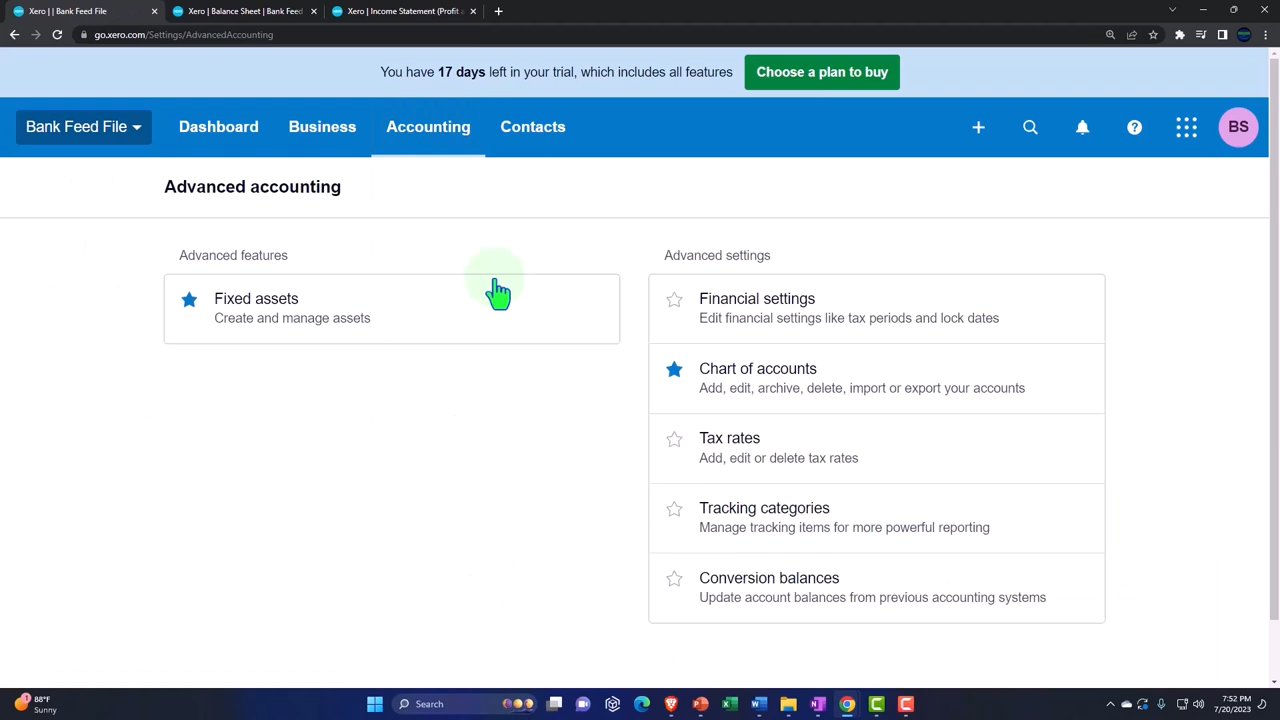 Xero | | Bank Feed File
Xero | Balance Sheet | Bank Feed
Xero | Income Statement (Profit a
go.xero.com/Settings/AdvancedAccounting
You have 17 days left in your trial, which includes all features
Choose a plan to buy
Bank Feed File
Dashboard
Business
Accounting
Contacts
BS
Advanced accounting
Advanced features
Fixed assets
Create and manage assets
Advanced settings
Financial settings
Edit financial settings like tax periods and lock dates
Chart of accounts
Add, edit, archive, delete, import or export your accounts
Tax rates
Add, edit or delete tax rates
Tracking categories
Manage tracking items for more powerful reporting
Conversion balances
Update account balances from previous accounting systems
88°F
Sunny
Search
7:52 PM
7/20/2023